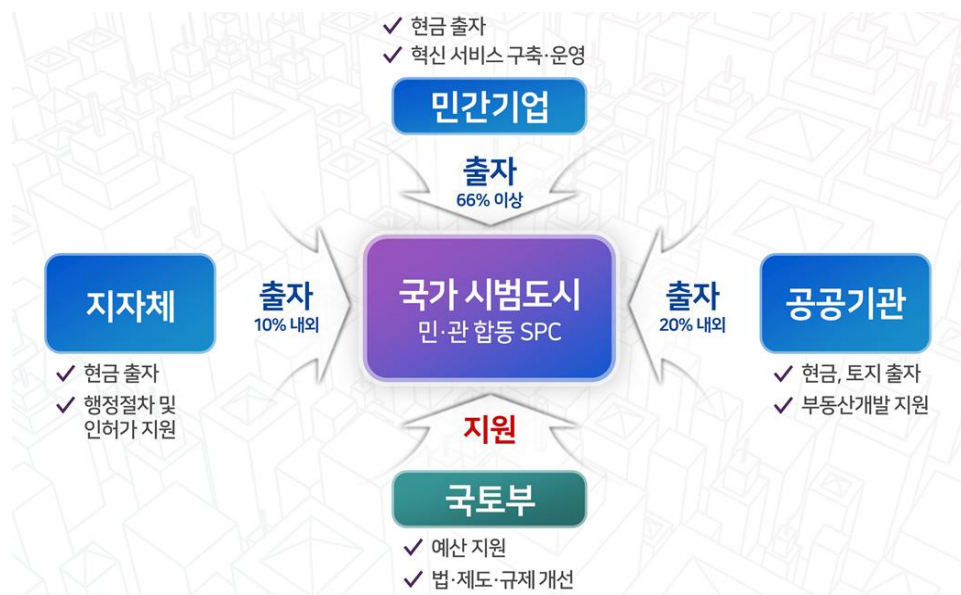 ✓ 현금 출자
✓ 혁신 서비스 구축·운영
민간기업
출자
66% 이상
지자체
출자
10% 내외
국가 시범도시
민·관 합동 SPC
출자
20% 내외
공공기관
✓ 현금 출자
✓ 행정절차 및
인허가 지원
✓ 현금, 토지 출자
✓ 부동산개발 지원
지원
국토부
✓ 예산 지원
✓ 법·제도·규제 개선